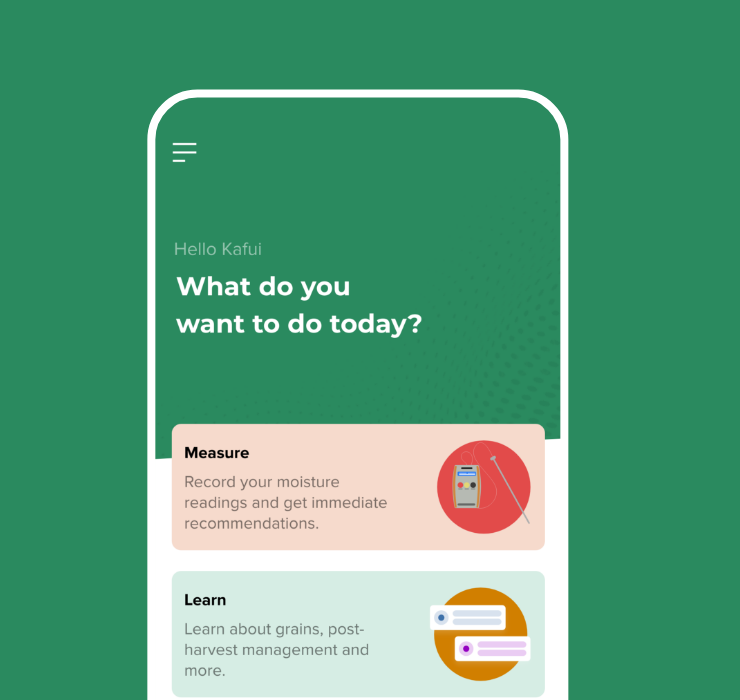 Hello Kafui
What do you
want to do today?
Measure
Record your moisture
readings and get immediate
recommendations.
Learn
Learn about grains, post-
harvest management and
more.